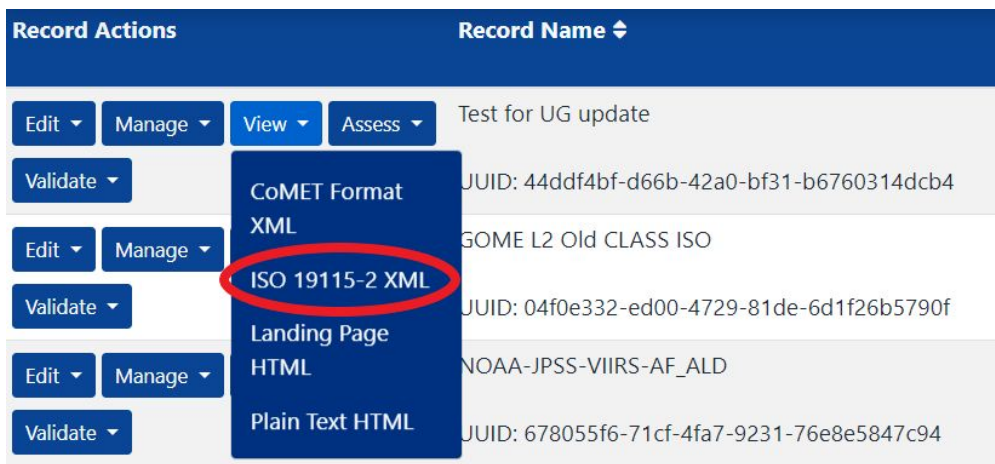 Record Actions Record Name
Edit Manage View Assess Test for UG update
Validate UUID: 44ddf4bf-d66b-42a0-bf31-b6760314dcb4
CoMET Format
XML
Edit Manage GOME L2 Old CLASS ISO
ISO 19115-2 XML
Validate UUID: 04f0e332-ed00-4729-81de-6d1f26b5790f
Landing Page
HTML
Edit Manage NOAA-JPSS-VIIRS-AF_ALD
Plain Text HTML
Validate UUID: 678055f6-71cf-4fa7-9231-76e8e5847c94